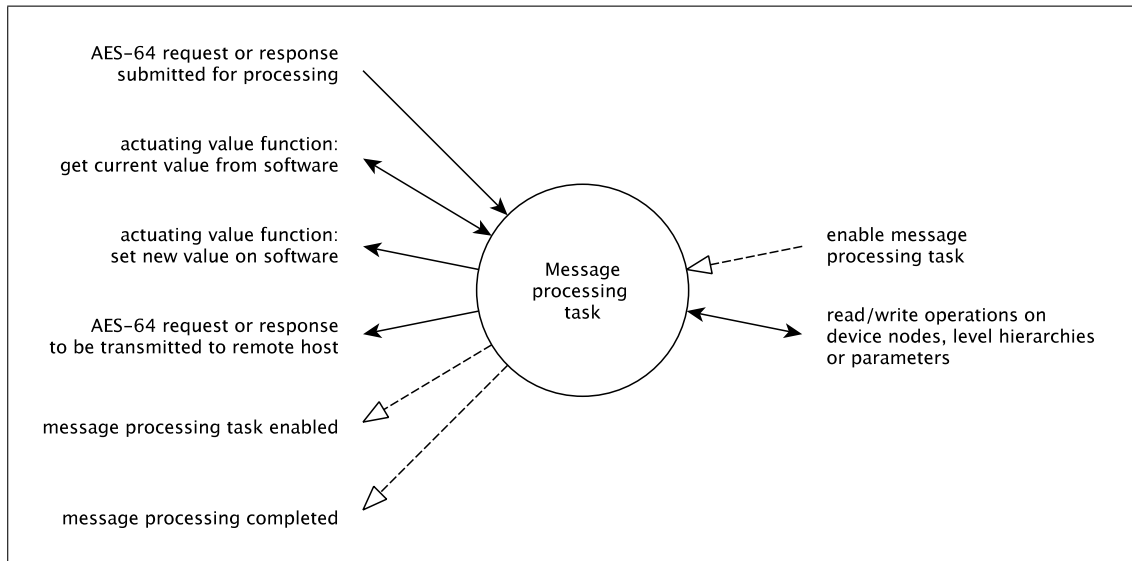 AES–64 request or response
submitted for processing
actuating value function:
get current value from software
actuating value function:
set new value on software
AES–64 request or response
to be transmitted to remote host
message processing task enabled
message processing completed
Message
processing
task
enable message
processing task
read/write operations on
device nodes, level hierarchies
or parameters